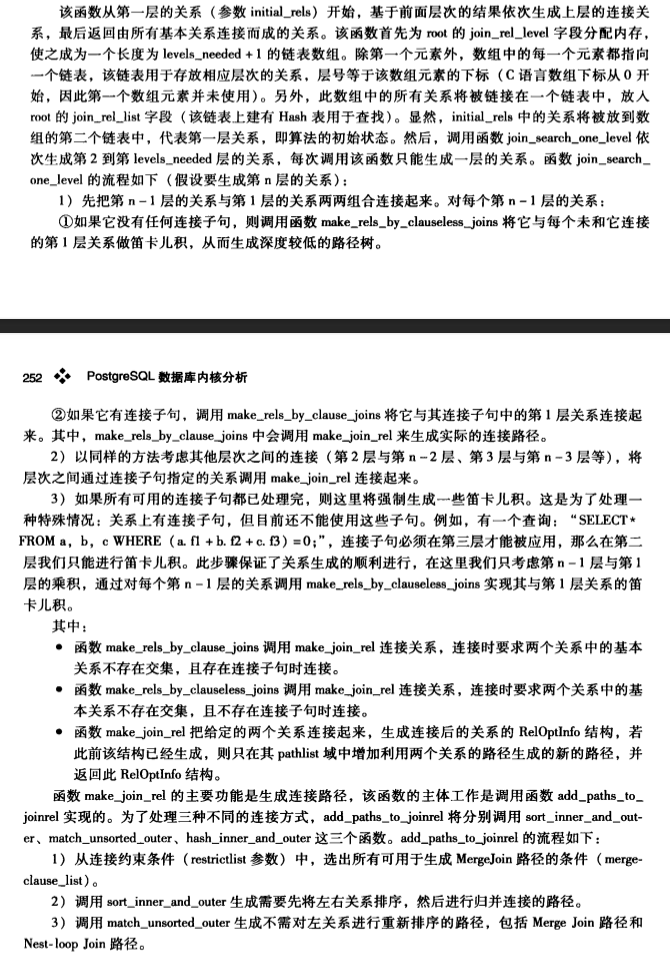 该函数从第一层的关系（参数 initial_rels）开始，基于前面层次的结果依次生成上层的连接关
系，最后返回由所有基本关系连接而成的关系。该函数首先为 root 的 join_rel_level 字段分配内存，
使之成为一个长度为 levels_needed + 1 的链表数组。除第一个元素外，数组中的每一个元素都指向
一个链表，该链表用于存放相应层次的关系，层号等于该数组元素的下标（C 语言数组下标从 0 开
始，因此第一个数组元素并未使用）。另外，此数组中的所有关系将被链接在一个链表中，放入
root 的 join_rel_list 字段（该链表上建有 Hash 表用于查找）。显然，initial_rels 中的关系将被放到数
组的第二个链表中，代表第一层关系，即算法的初始状态。然后，调用函数 join_search_one_level 依
次生成第 2 到第 levels_needed 层的关系，每次调用该函数只能生成一层的关系。函数 join_search_
one_level 的流程如下（假设要生成第 n 层的关系）：
1）先把第 n－1 层的关系与第 1 层的关系两两组合连接起来。对每个第 n－1 层的关系：
①如果它没有任何连接子句，则调用函数 make_rels_by_clauseless_joins 将它与每个未和它连接
的第 1 层关系做笛卡儿积，从而生成深度较低的路径树。
252 PostgreSQL 数据库内核分析
②如果它有连接子句，调用 make_rels_by_clause_joins 将它与其连接子句中的第 1 层关系连接起
来。其中，make_rels_by_clause_joins 中会调用 make_join_rel 来生成实际的连接路径。
2）以同样的方法考虑其他层次之间的连接（第 2 层与第 n－2 层、第 3 层与第 n－3 层等），将
层次之间通过连接子句指定的关系调用 make_join_rel 连接起来。
3）如果所有可用的连接子句都已处理完，则这里将强制生成一些笛卡儿积。这是为了处理一
种特殊情况：关系上有连接子句，但目前还不能使用这些子句。例如，有一个查询：“SELECT*
FROM a, b, c WHERE（a. f1 + b. f2 + c. f3）= 0;”，连接子句必须在第三层才能被应用，那么在第二
层我们只能进行笛卡儿积。此步骤保证了关系生成的顺利进行，在这里我们只考虑第 n－1 层与第 1
层的乘积，通过对每个第 n－1 层的关系调用 make_rels_by_clauseless_joins 实现其与第 1 层关系的笛
卡儿积。
其中：
● 函数 make_rels_by_clause_joins 调用 make_join_rel 连接关系，连接时要求两个关系中的基本
关系不存在交集，且存在连接子句时连接。
● 函数 make_rels_by_clauseless_joins 调用 make_join_rel 连接关系，连接时要求两个关系中的基
本关系不存在交集，且不存在连接子句时连接。
● 函数 make_join_rel 把给定的两个关系连接起来，生成连接后的关系的 RelOptInfo 结构，若
此前该结构已经生成，则只在其 pathlist 域中增加利用两个关系的路径生成的新的路径，并
返回此 RelOptInfo 结构。
函数 make_join_rel 的主要功能是生成连接路径，该函数的主体工作是调用函数 add_paths_to_
joinrel 实现的。为了处理三种不同的连接方式，add_paths_to_joinrel 将分别调用 sort_inner_and_out-
er、match_unsorted_outer、hash_inner_and_outer 这三个函数。add_paths_to_joinrel 的流程如下：
1）从连接约束条件（restrictlist 参数）中，选出所有可用于生成 MergeJoin 路径的条件（merge-
clause_list）。
2）调用 sort_inner_and_outer 生成需要先将左右关系排序，然后进行归并连接的路径。
3）调用 match_unsorted_outer 生成不需对左关系进行重新排序的路径，包括 Merge Join 路径和
Nest-loop Join 路径。